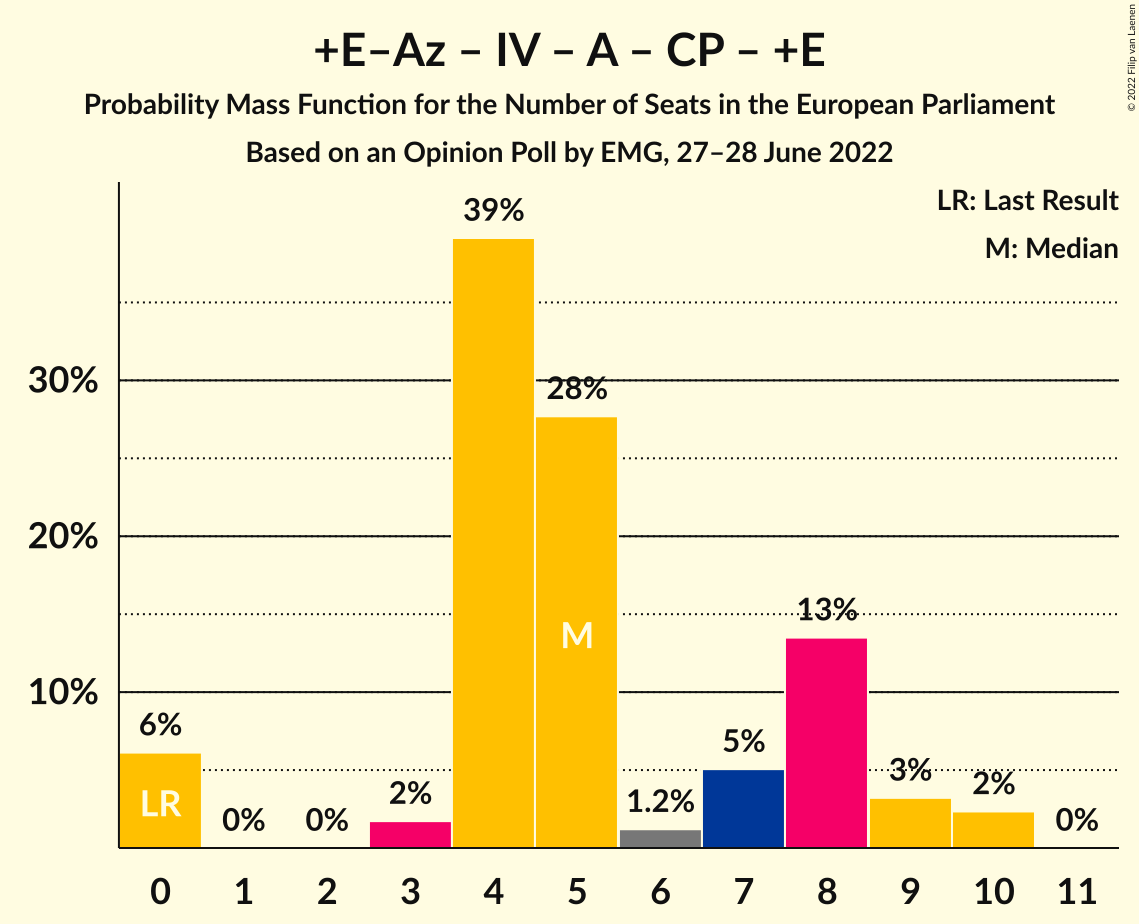 +E–Az – IV – A – CP – +E
Probability Mass Function for the Number of Seats in the European Parliament
Based on an Opinion Poll by EMG, 27–28 June 2022
© 2022 Filip van Laenen
LR: Last Result
M: Median
39%
30%
28%
20%
M
13%
10%
6%
5%
3%
2%
2%
1.2%
LR
0%
0%
0%
0 1 2 3 4 5 6 7 8 9 10 11